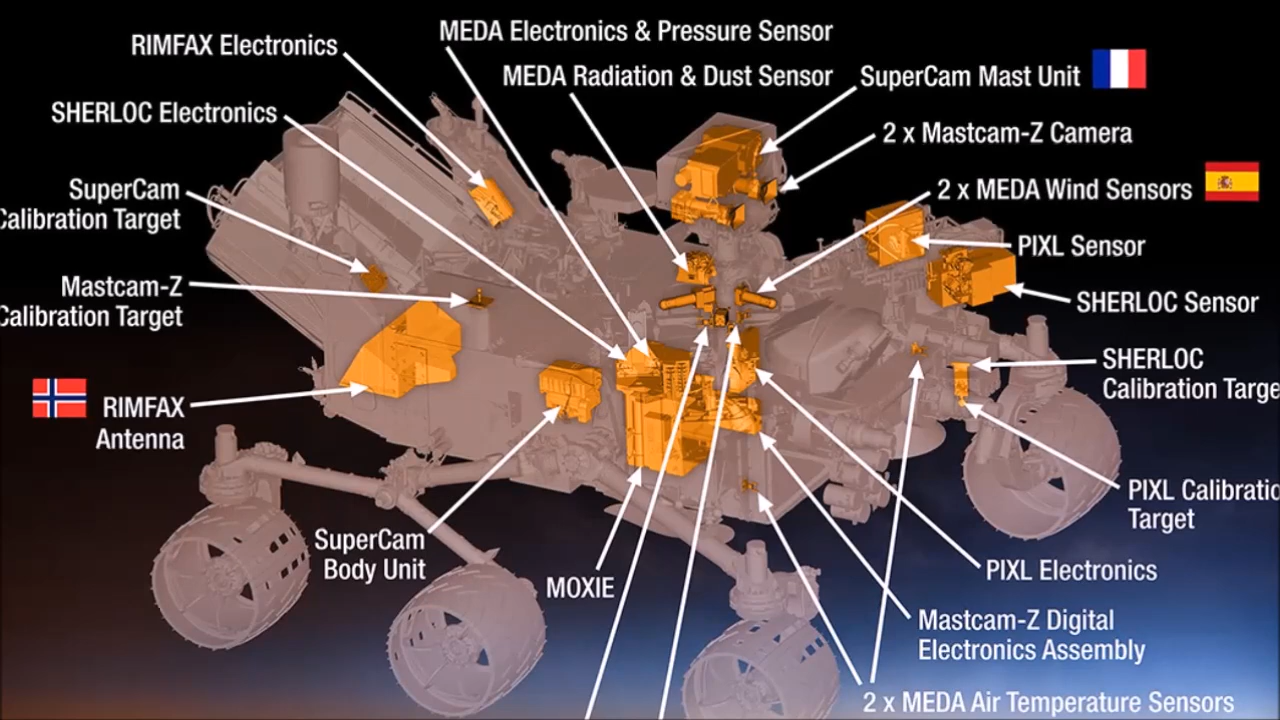 MEDA Electronics & Pressure Sensor
RIMFAX Electronics
MEDA Radiation & Dust Sensor
SuperCam Mast Unit
SHERLOC Electronics
2 x Mastcam-Z Camera
SuperCam
Calibration Target
2 x MEDA Wind Sensors
PIXL Sensor
Mastcam-Z
Calibration Target
SHERLOC Sensor
SHERLOC
Calibration Targe
RIMFAX
Antenna
PIXL Calibratio
Target
SuperCam
Body Unit
MOXIE
PIXL Electronics
Mastcam-Z Digital
Electronics Assembly
2 x MEDA Air Temperature Sensors